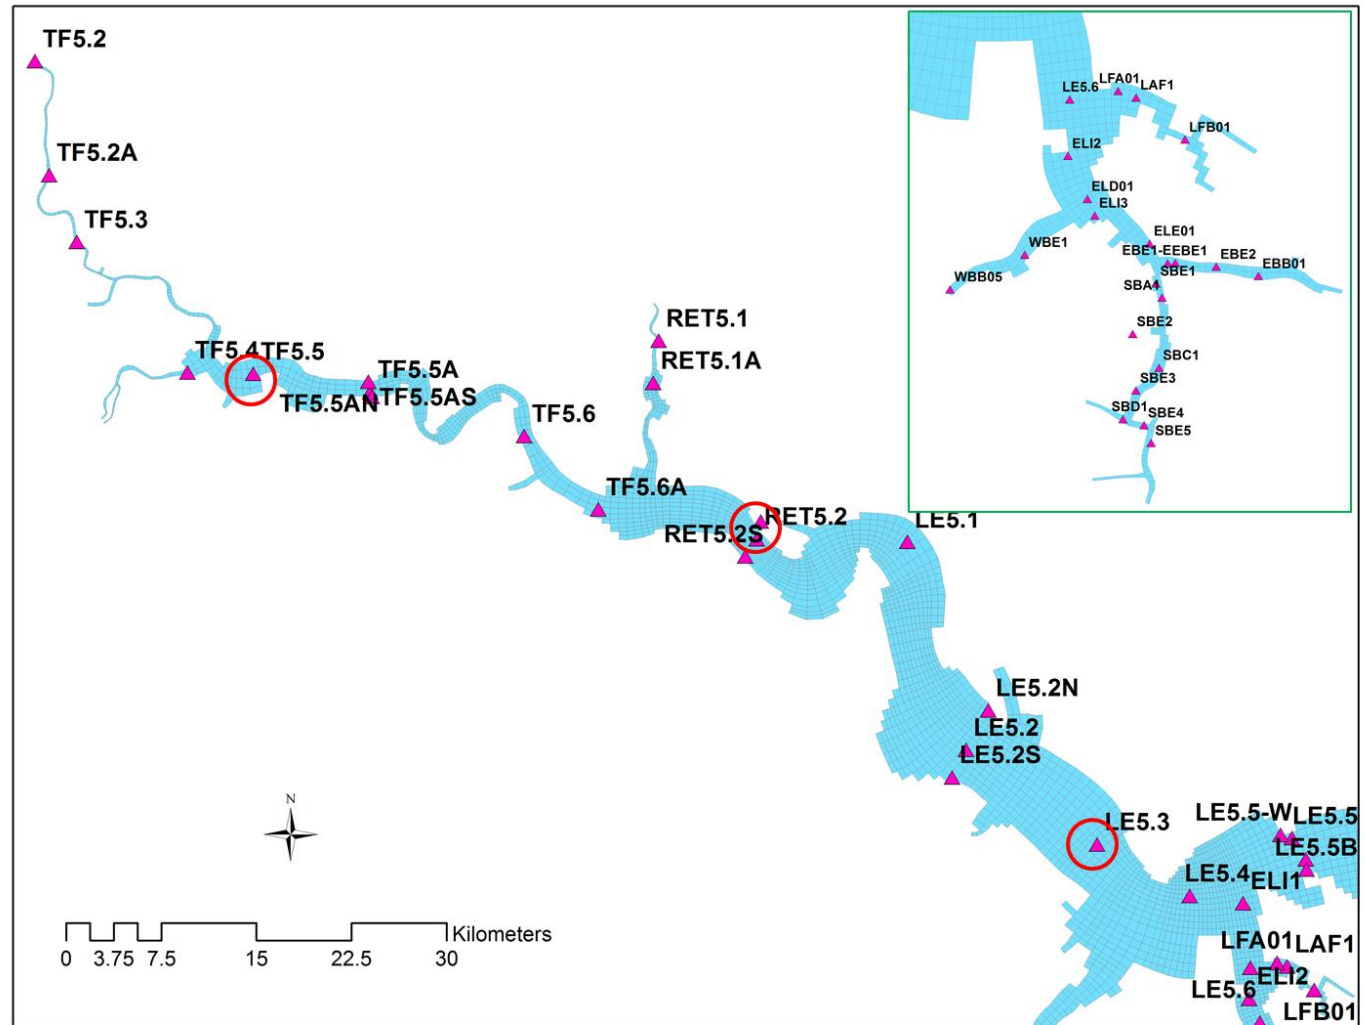 TF5.2
TF5.2A
TF5.3
TF5.4
TF5.5
TF5.5A
TF5.5AN
TF5.5AS
TF5.6
TF5.6A
RET5.1
RET5.1A
RET5.2
RET5.2S
LE5.1
LE5.2N
LE5.2
LE5.2S
LE5.3
LE5.5-W
LE5.5
LE5.5B
LE5.4
ELI1
LFA01
LAF1
ELI2
LE5.6
LFB01
N
Kilometers
0 3.75 7.5 15 22.5 30
LE5.6
LFA01
LAF1
LFB01
ELI2
ELD01
ELI3
WBE1
WBB05
ELE01
EBE1-EEBE1
EBE2
EBB01
SBE1
SBA1
SBE2
SBC1
SBE3
SBD1
SBE4
SBE5